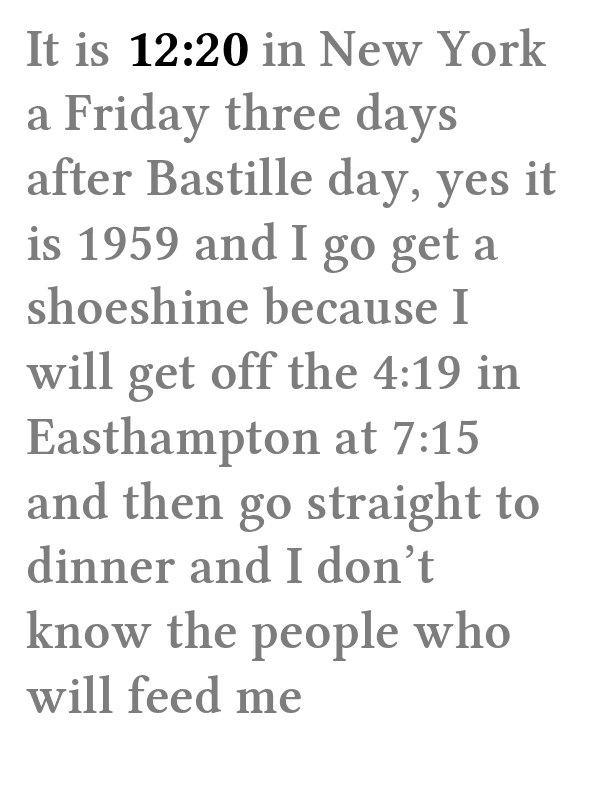 It is 12:20 in New York
a Friday three days
after Bastille day, yes it
is 1959 and I go get a
shoeshine because I
will get off the 4:19 in
Easthampton at 7:15
and then go straight to
dinner and I don’t
know the people who
will feed me